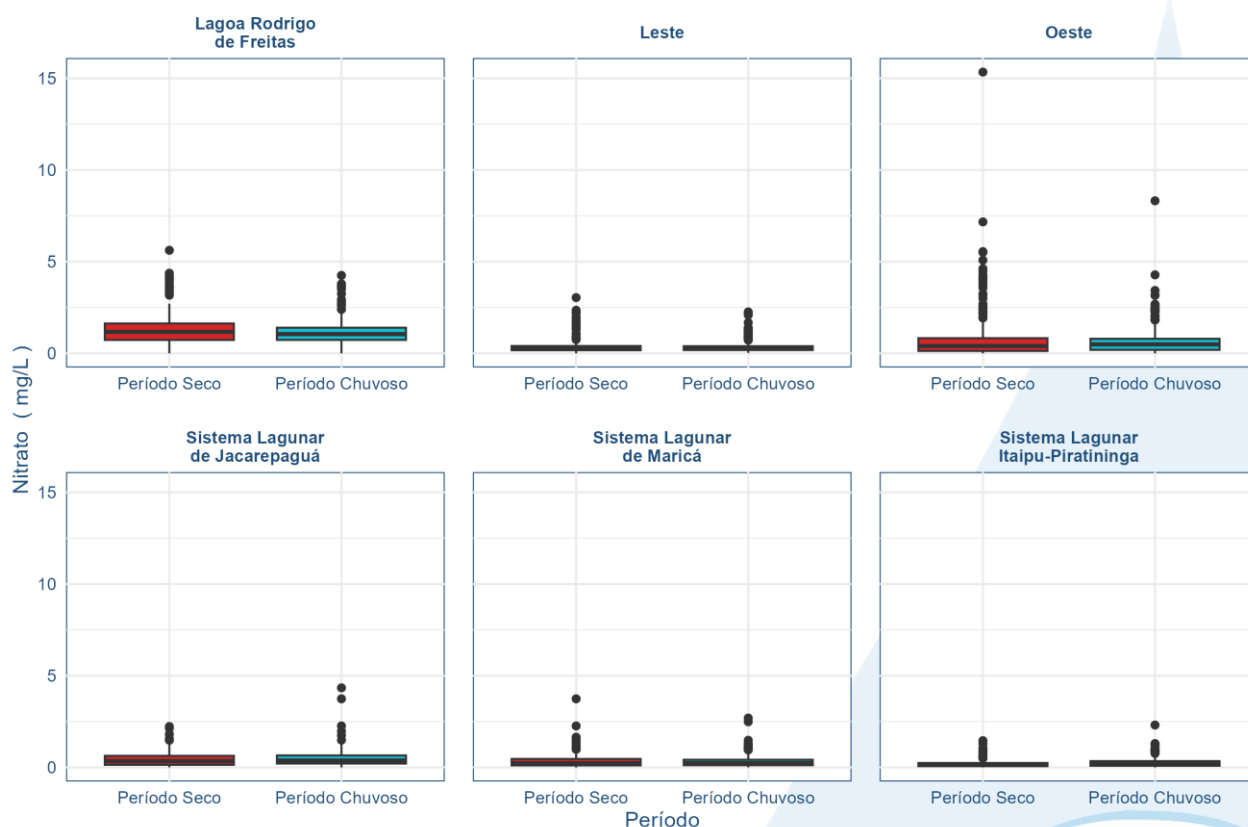 Lagoa Rodrigo
de Freitas
Leste
Oeste
15
10
5
0
Período Seco
Período Chuvoso
Período Seco
Período Chuvoso
Período Seco
Período Chuvoso
Nitrato ( mg/L )
Sistema Lagunar
de Jacarepaguá
Sistema Lagunar
de Maricá
Sistema Lagunar
Itaipu-Piratininga
15
10
5
0
Período Seco
Período Chuvoso
Período Seco
Período Chuvoso
Período Seco
Período Chuvoso
Período